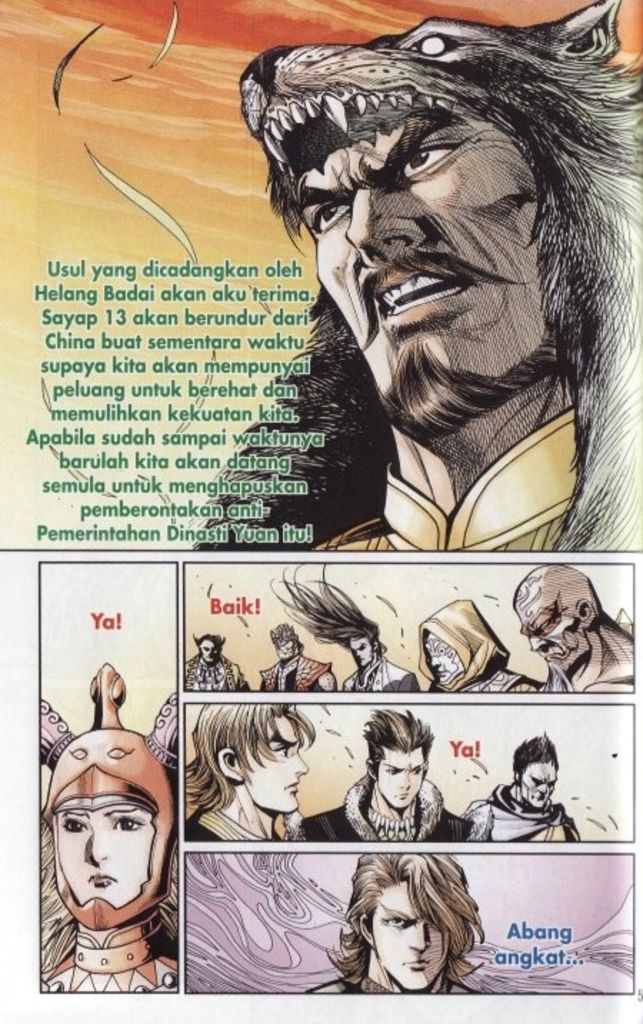 Usul yang dicadangkan oleh
Helang Badai akan aku terima.
Sayap 13 akan berundur dari
China buat sementara waktu
supaya kita akan mempunyai
peluang untuk berehat dan
memulihkan kekuatan kita.
Apabila sudah sampai waktunya
barulah kita akan datang
semula untuk menghapuskan
pemberontakan anti-
Pemerintahan Dinasti Yuan itu!
Ya!
Baik!
Ya!
Abang
angkat...
5